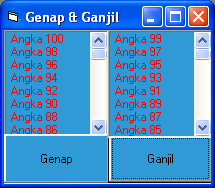 Genap & Ganjil
Angka 100
Angka 98
Angka 96
Angka 94
Angka 92
Angka 90
Angka 88
Angka 86
Angka 99
Angka 97
Angka 95
Angka 93
Angka 91
Angka 89
Angka 87
Angka 85
Genap
Ganjil